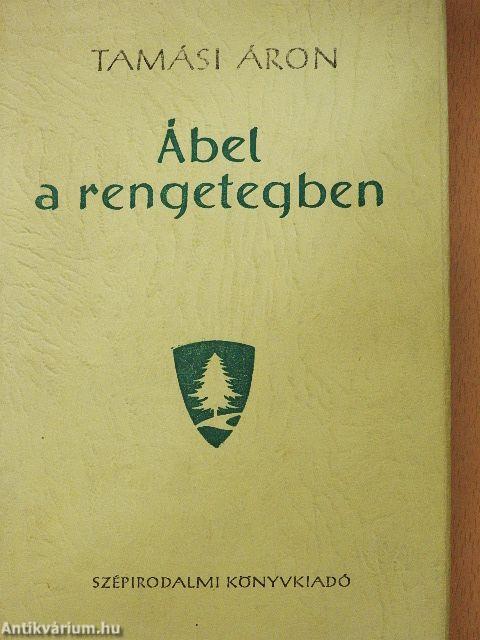 TAMÁSI ÁRON
Ábel
a rengetegben
SZÉPIRODALMI KÖNYVKIADÓ
Antikvárium.hu